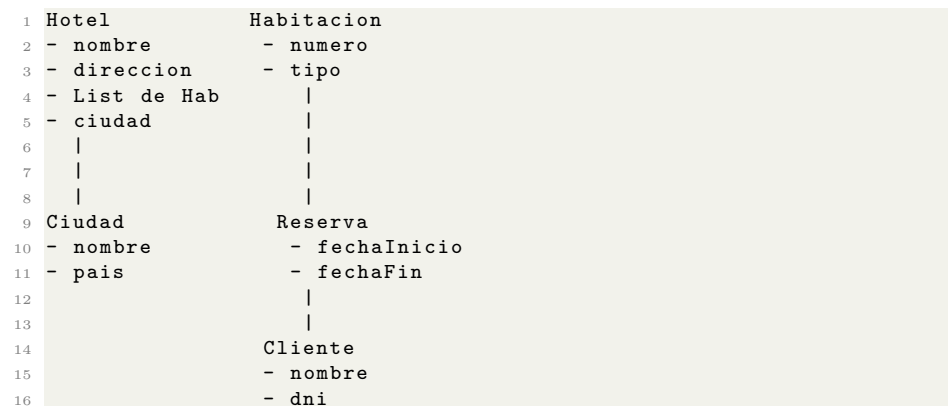 1 Hotel Habitacion
2 - nombre - numero
3 - direccion - tipo
4 - List de Hab |
5 - ciudad |
6 | |
7 | |
8 | |
9 Ciudad Reserva
10 - nombre - fechaInicio
11 - pais - fechaFin
12 |
13 |
14 Cliente
15 - nombre
16 - dni